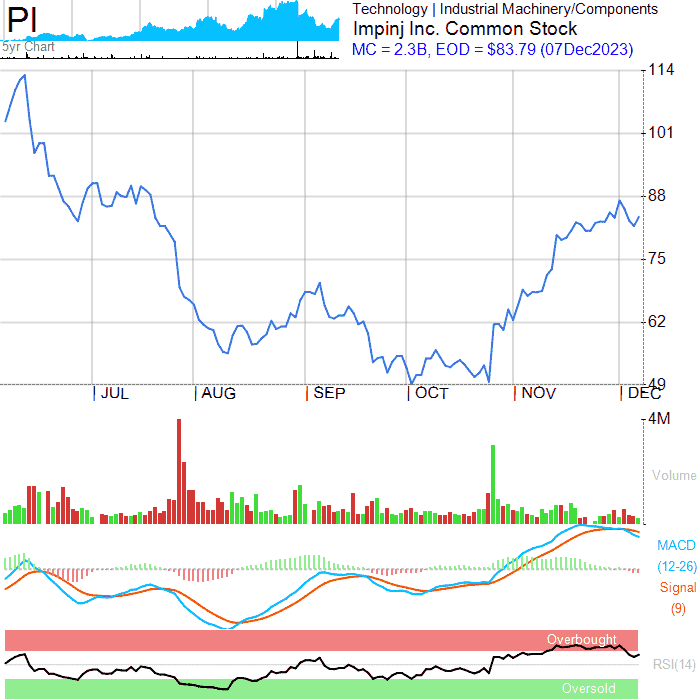 PI
5yr Chart
Technology | Industrial Machinery/Components
Impinj Inc. Common Stock
MC = 2.3B, EOD = $83.79 (07Dec2023)
114
101
88
75
62
49
JUL
AUG
SEP
OCT
NOV
DEC
4M
Volume
MACD
(12-26)
Signal
(9)
Overbought
RSI(14)
Oversold